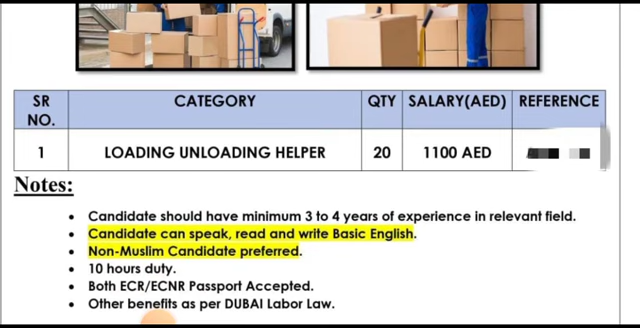 SR NO. CATEGORY QTY SALARY(AED) REFERENCE
1 LOADING UNLOADING HELPER 20 1100 AED
Notes:
• Candidate should have minimum 3 to 4 years of experience in relevant field.
• Candidate can speak, read and write Basic English.
• Non-Muslim Candidate preferred.
• 10 hours duty.
• Both ECR/ECNR Passport Accepted.
• Other benefits as per DUBAI Labor Law.